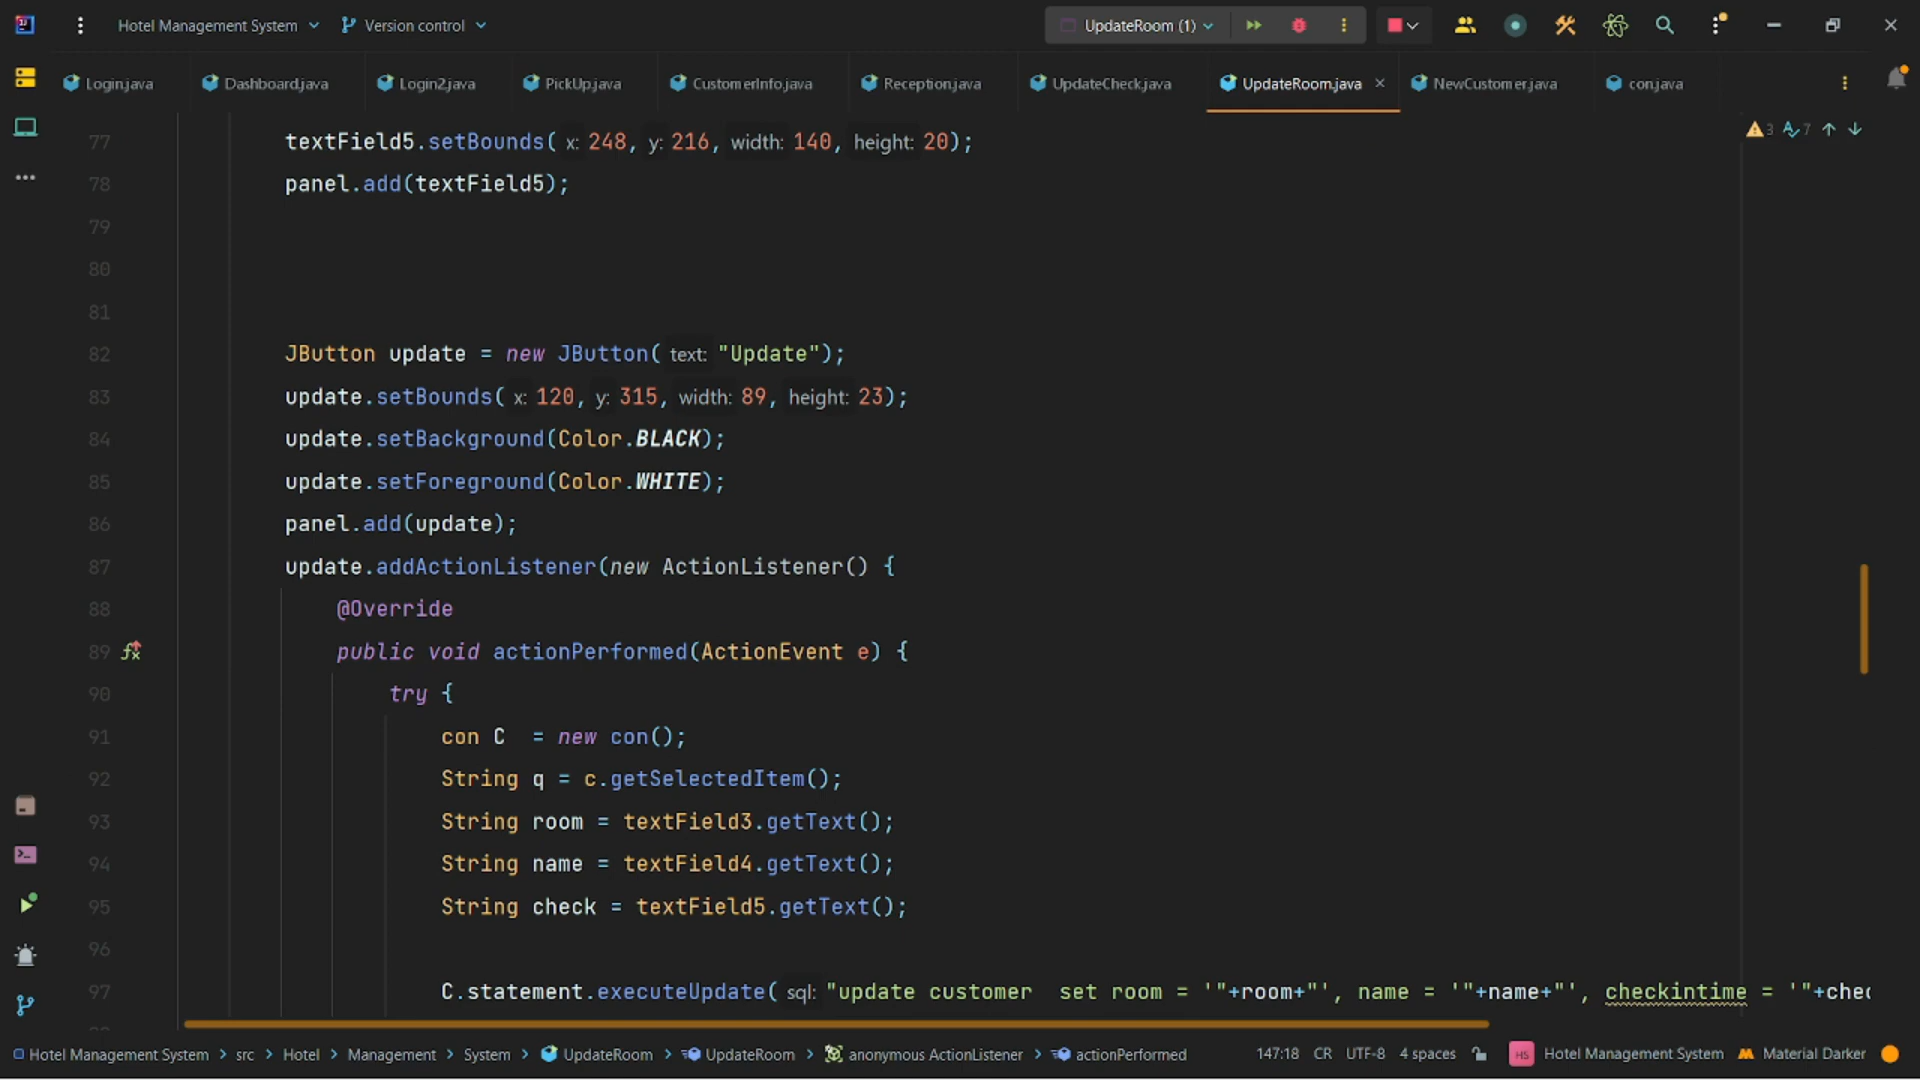 Hotel Management System
Version control
UpdateRoom (1)
Login.java
Dashboard.java
Login2.java
PickUp.java
CustomerInfo.java
Reception.java
UpdateCheck.java
UpdateRoom.java
NewCustomer.java
con.java
3 7
77 textField5.setBounds( x: 248, y: 216, width: 140, height: 20);
78 panel.add(textField5);
79
80
81
82 JButton update = new JButton( text: "Update");
83 update.setBounds( x: 120, y: 315, width: 89, height: 23);
84 update.setBackground(Color.BLACK);
85 update.setForeground(Color.WHITE);
86 panel.add(update);
87 update.addActionListener(new ActionListener() {
88 @Override
89 public void actionPerformed(ActionEvent e) {
90 try {
91 con C  = new con();
92 String q = c.getSelectedItem();
93 String room = textField3.getText();
94 String name = textField4.getText();
95 String check = textField5.getText();
96
97 C.statement.executeUpdate( sql: "update customer  set room = '"+room+"', name = '"+name+"', checkintime = '"+chec
Hotel Management System > src > Hotel > Management > System > UpdateRoom > UpdateRoom > anonymous ActionListener > actionPerformed
147:18 CR UTF-8 4 spaces HS Hotel Management System Material Darker